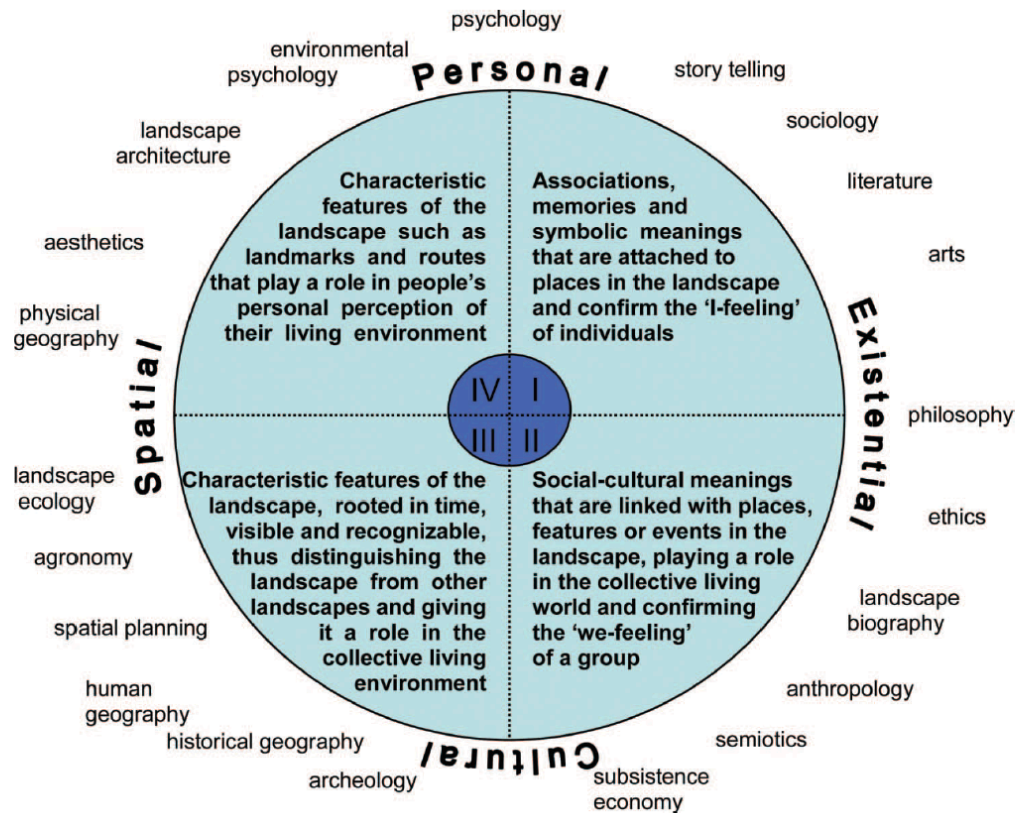 psychology
environmental
psychology
Personal
story telling
landscape
architecture
sociology
literature
aesthetics
arts
physical
geography
Spatial
Existential
Characteristic
features of the
landscape such as
landmarks and routes
that play a role in people's
personal perception of
their living environment
Associations,
memories and
symbolic meanings
that are attached to
places in the landscape
and confirm the 'I-feeling'
of individuals
IV
I
III
II
philosophy
landscape
ecology
Characteristic features of the
landscape, rooted in time,
visible and recognizable,
thus distinguishing the
landscape from other
landscapes and giving
it a role in the
collective living
environment
Social-cultural meanings
that are linked with places,
features or events in the
landscape, playing a role
in the collective living
world and confirming
the 'we-feeling'
of a group
ethics
agronomy
landscape
biography
spatial planning
human
geography
anthropology
historical geography
semiotics
archeology
Cultural
subsistence
economy